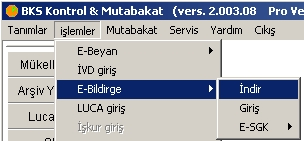 BKS Kontrol & Mutabakat (vers. 2.003.08 Pro Ve
Tanımlar işlemler Mutabakat Servis Yardım Çıkış
Mükell
Arşiv Y
Luca
E-Beyan
İVD giriş
E-Bildirge
LUCA giriş
İşkur giriş
İndir
Giriş
E-SGK